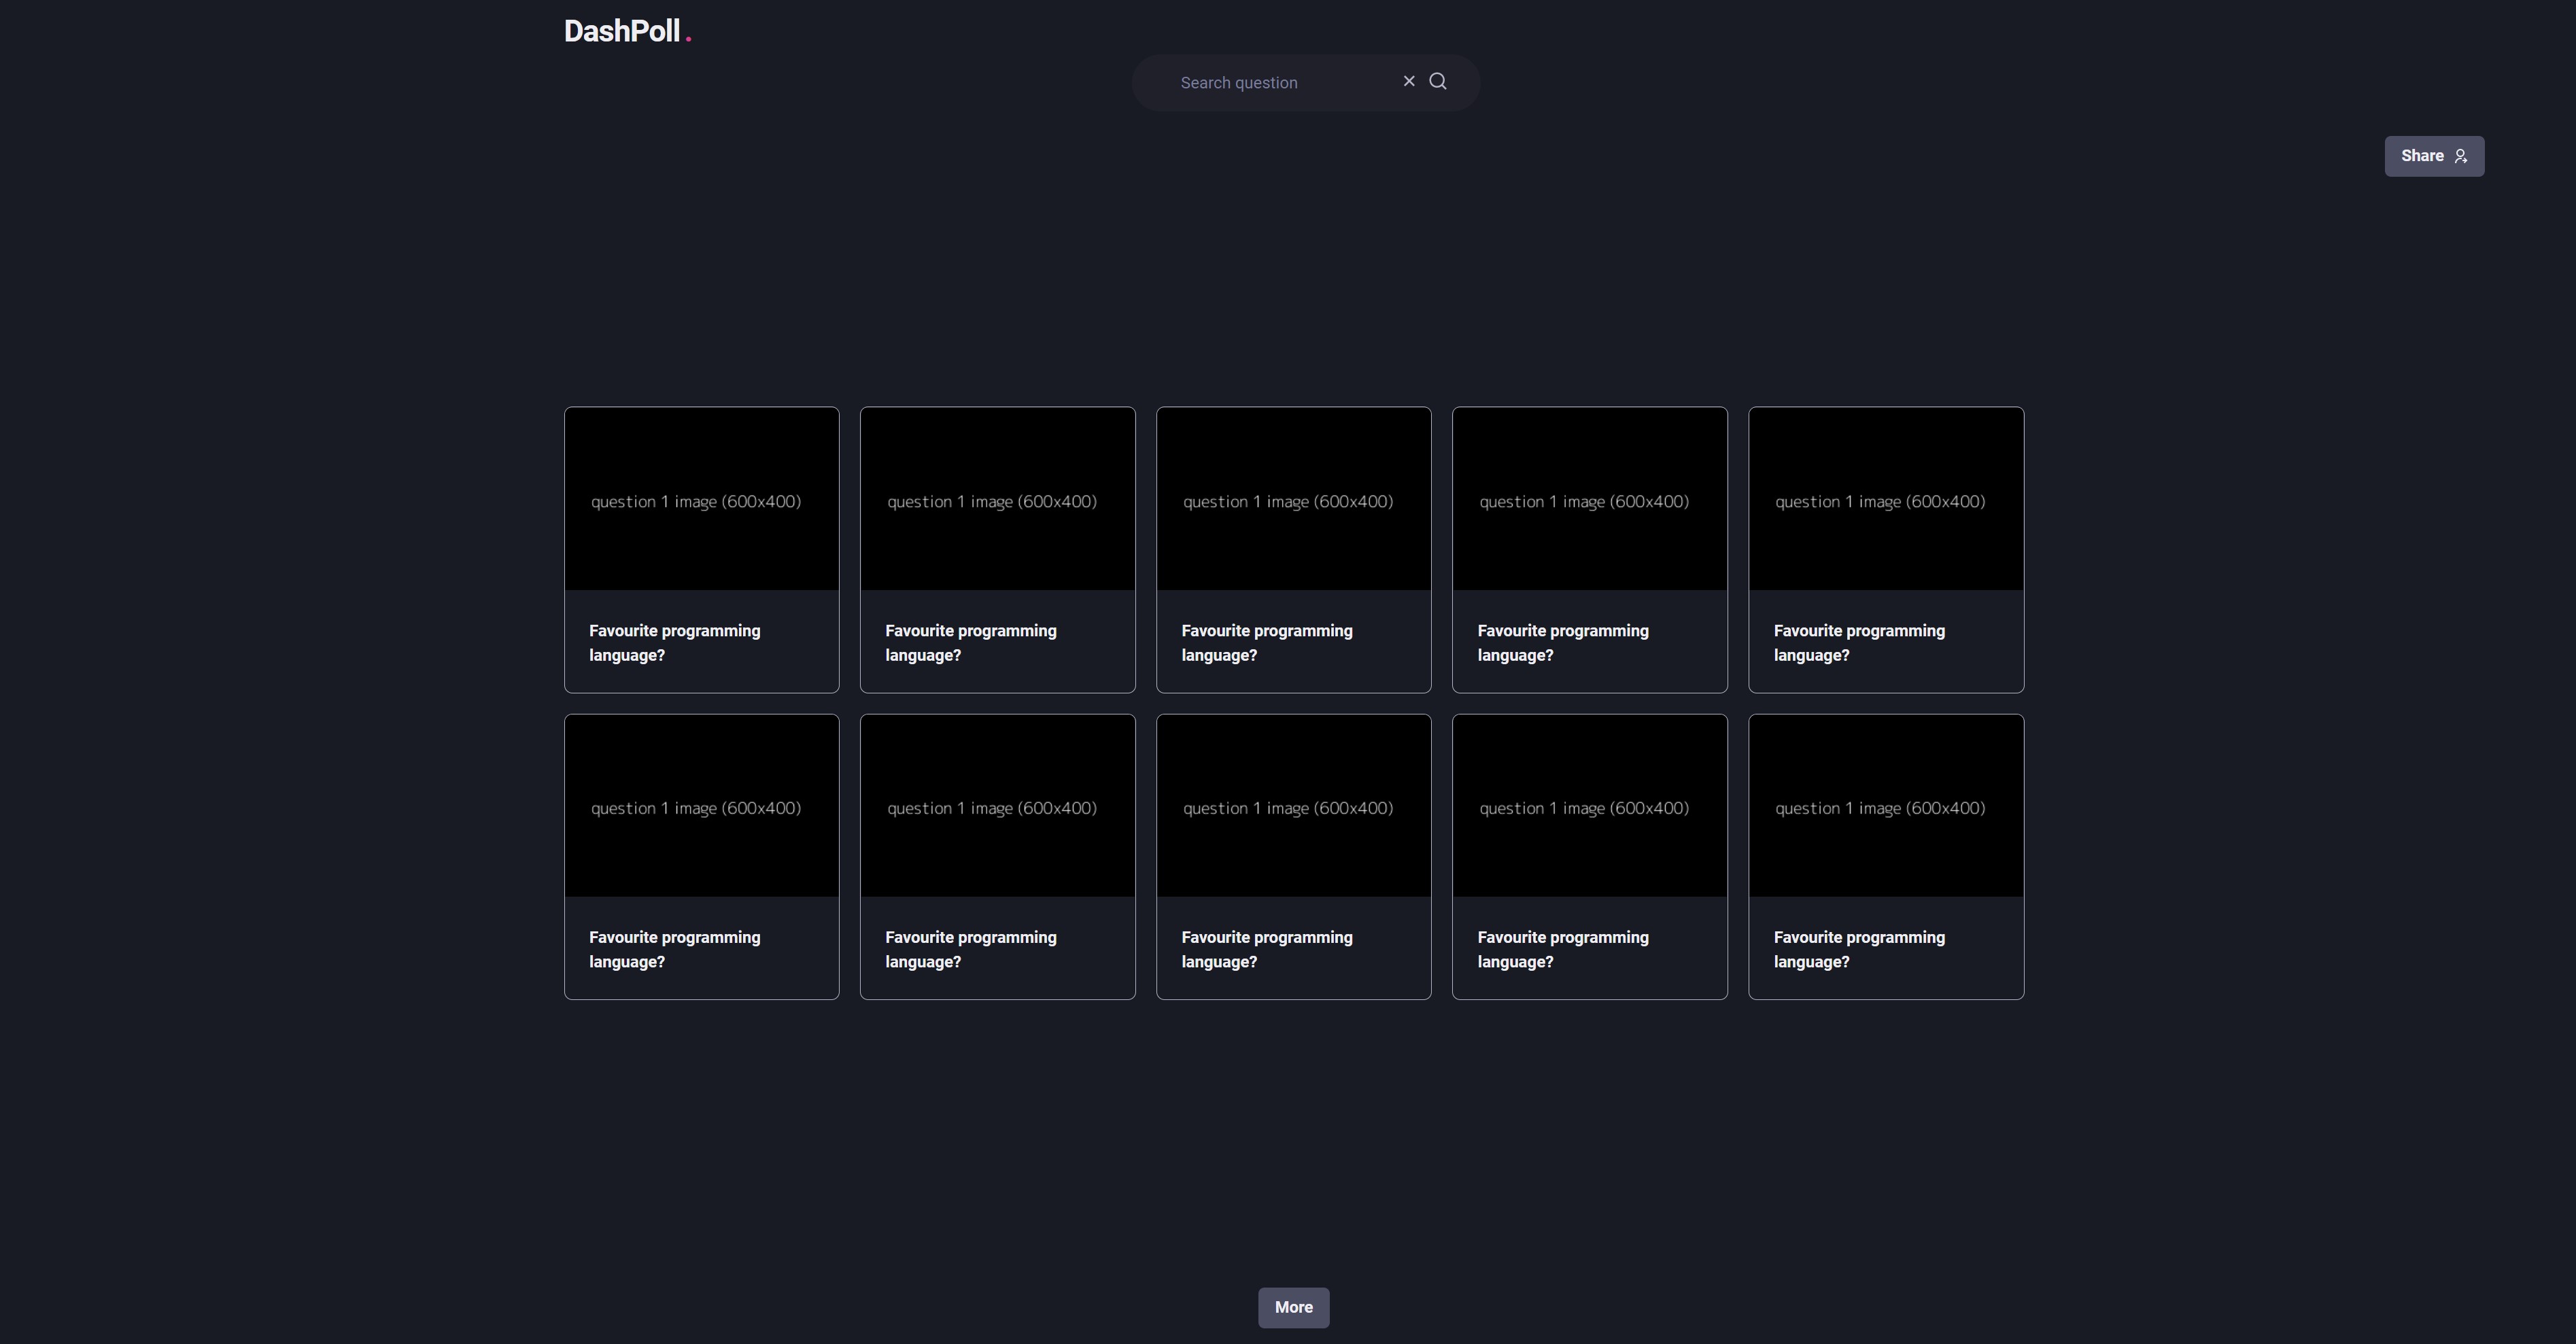 DashPoll.
Search question
Share
question 1 image (600x400)
question 1 image (600x400)
question 1 image (600x400)
question 1 image (600x400)
question 1 image (600x400)
Favourite programming
language?
Favourite programming
language?
Favourite programming
language?
Favourite programming
language?
Favourite programming
language?
question 1 image (600x400)
question 1 image (600x400)
question 1 image (600x400)
question 1 image (600x400)
question 1 image (600x400)
Favourite programming
language?
Favourite programming
language?
Favourite programming
language?
Favourite programming
language?
Favourite programming
language?
More